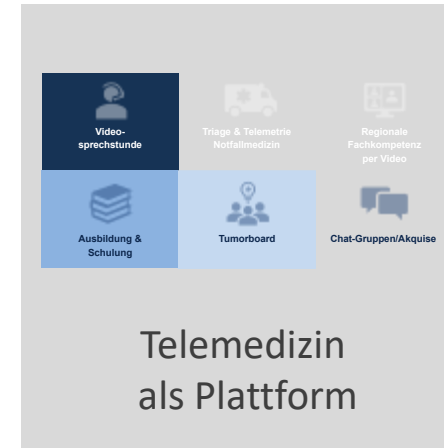 Video-
sprechstunde
Triage & Telemetrie
Notfallmedizin
Regionale
Fachkompetenz
per Video
Ausbildung &
Schulung
Tumorboard
Chat-Gruppen/Akquise
Telemedizin
als Plattform